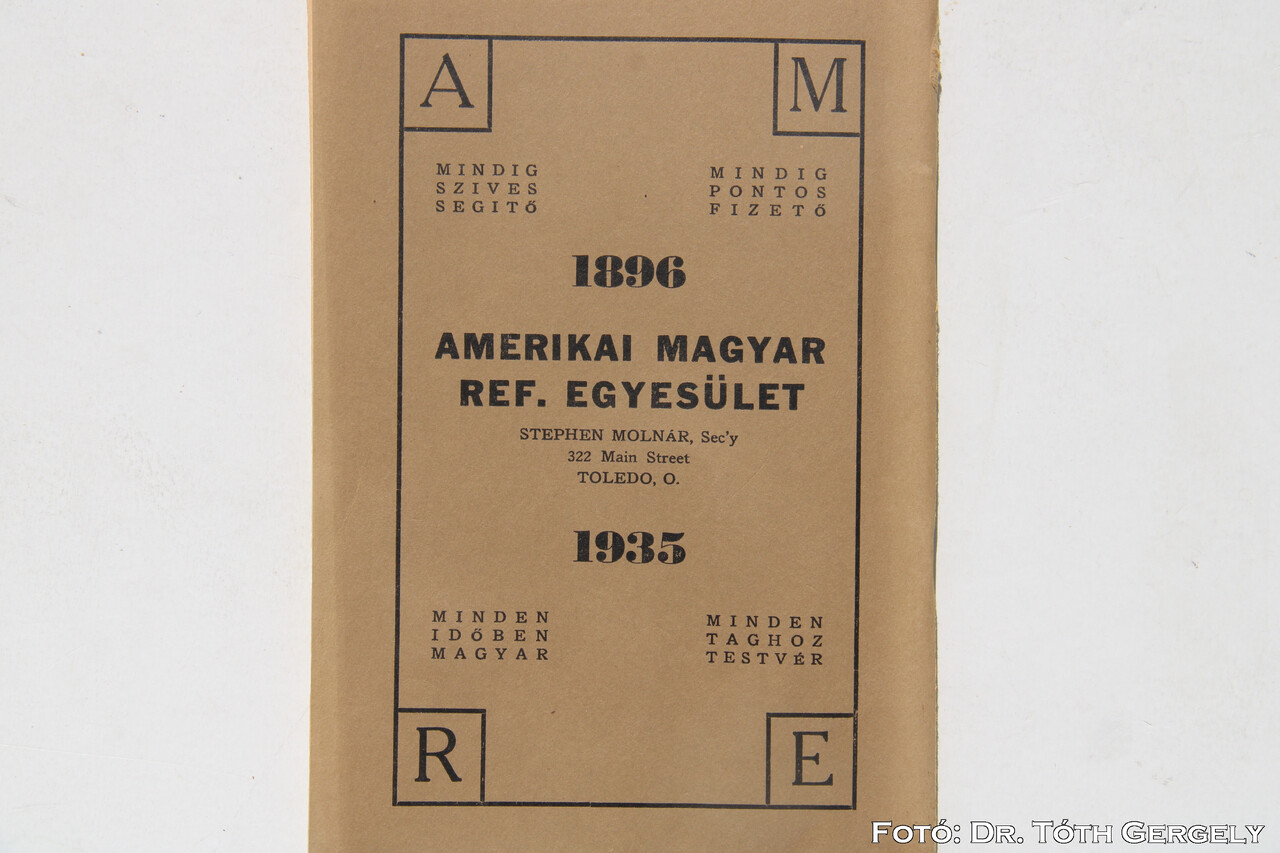 A
M
MINDIG
SZIVES
SEGITŐ
MINDIG
PONTOS
FIZETŐ
1896
AMERIKAI MAGYAR
REF. EGYESÜLET
STEPHEN MOLNÁR, Sec'y
322 Main Street
TOLEDO, O.
1935
MINDEN
IDŐBEN
MAGYAR
MINDEN
TAGHOZ
TESTVÉR
R
E
Fotó: Dr. Tóth Gergely